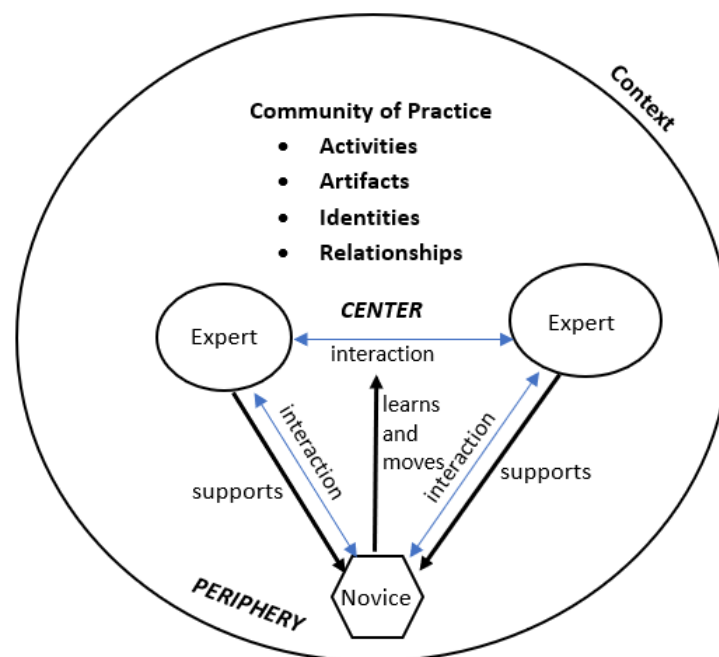 Context
Community of Practice
• Activities
• Artifacts
• Identities
• Relationships
CENTER
Expert
Expert
interaction
learns
and
moves
interaction
interaction
supports
supports
Novice
PERIPHERY